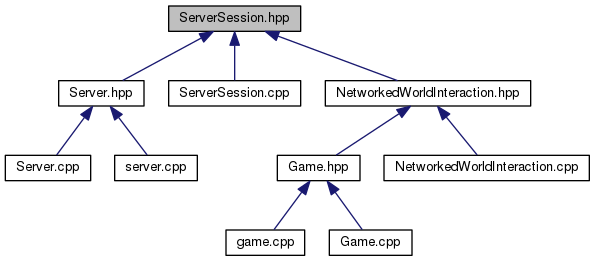 ServerSession.hpp
Server.hpp
ServerSession.cpp
NetworkedWorldInteraction.hpp
Server.cpp
server.cpp
Game.hpp
NetworkedWorldInteraction.cpp
game.cpp
Game.cpp